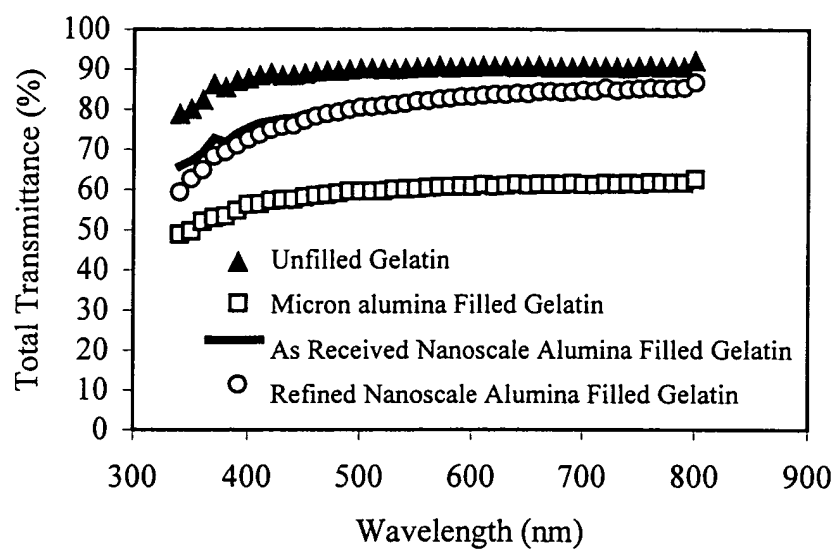 100
90
80
70
60
50
40
30
20
10
0
Total Transmittance (%)
Unfilled Gelatin
Micron alumina Filled Gelatin
As Received Nanoscale Alumina Filled Gelatin
Refined Nanoscale Alumina Filled Gelatin
300 400 500 600 700 800 900
Wavelength (nm)